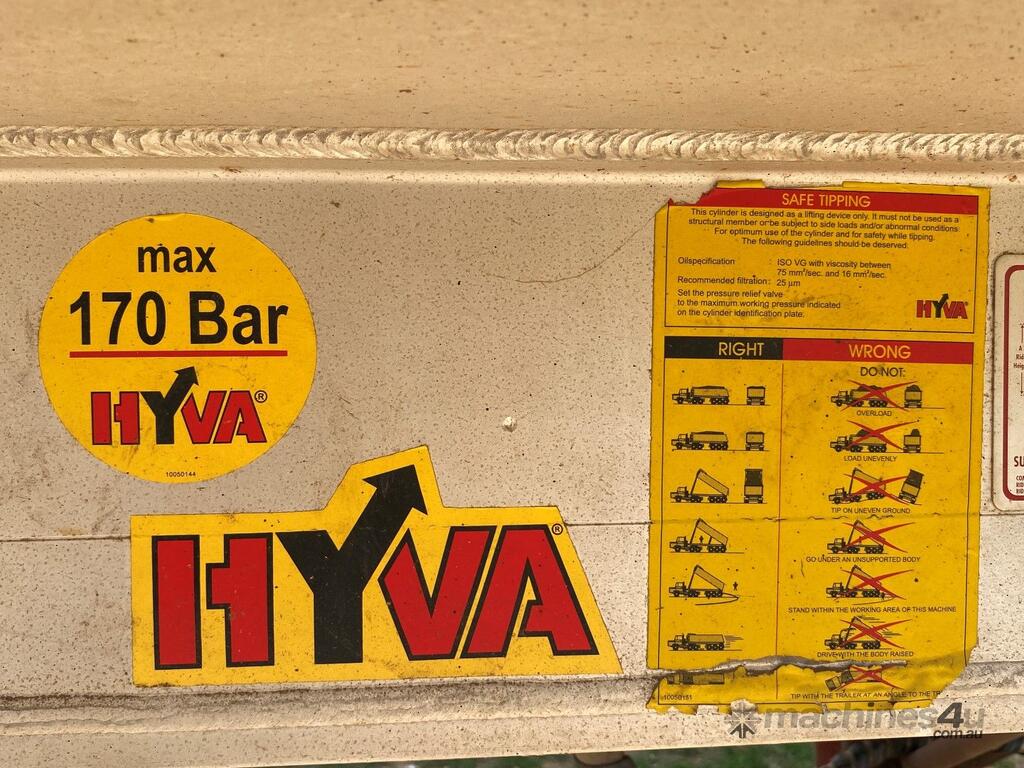 max
170 Bar
HYVA®
10050144
HYVA®
SAFE TIPPING
This cylinder is designed as a lifting device only. It must not be used as a
structural member or be subject to side loads and/or abnormal conditions
For optimum use of the cylinder and for safety while tipping.
The following guidelines should be deserved.
Oilspecification : ISO VG with viscosity between
75 mm²/sec. and 16 mm²/sec.
Recommended filtration : 25 µm
Set the pressure relief valve
to the maximum working pressure indicated
on the cylinder identification plate.
HYVA
RIGHT WRONG
DO NOT:
OVERLOAD
LOAD UNEVENLY
TIP ON UNEVEN GROUND
GO UNDER AN UNSUPPORTED BODY
STAND WITHIN THE WORKING AREA OF THIS MACHINE
DRIVE WITH THE BODY RAISED
TIP WITH THE TRAILER AT AN ANGLE TO THE TR
10050151
machines4u
.com.au